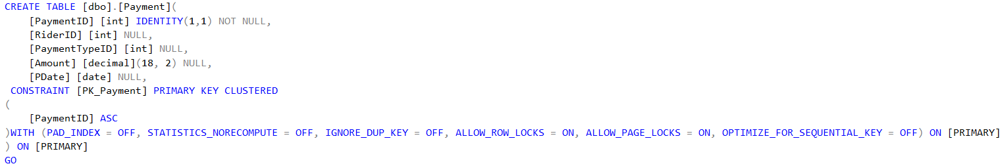 CREATE TABLE [dbo].[Payment](
    [PaymentID] [int] IDENTITY(1,1) NOT NULL,
    [RiderID] [int] NULL,
    [PaymentTypeID] [int] NULL,
    [Amount] [decimal](18, 2) NULL,
    [PDate] [date] NULL,
 CONSTRAINT [PK_Payment] PRIMARY KEY CLUSTERED
(
    [PaymentID] ASC
)WITH (PAD_INDEX = OFF, STATISTICS_NORECOMPUTE = OFF, IGNORE_DUP_KEY = OFF, ALLOW_ROW_LOCKS = ON, ALLOW_PAGE_LOCKS = ON, OPTIMIZE_FOR_SEQUENTIAL_KEY = OFF) ON [PRIMARY]
) ON [PRIMARY]
GO